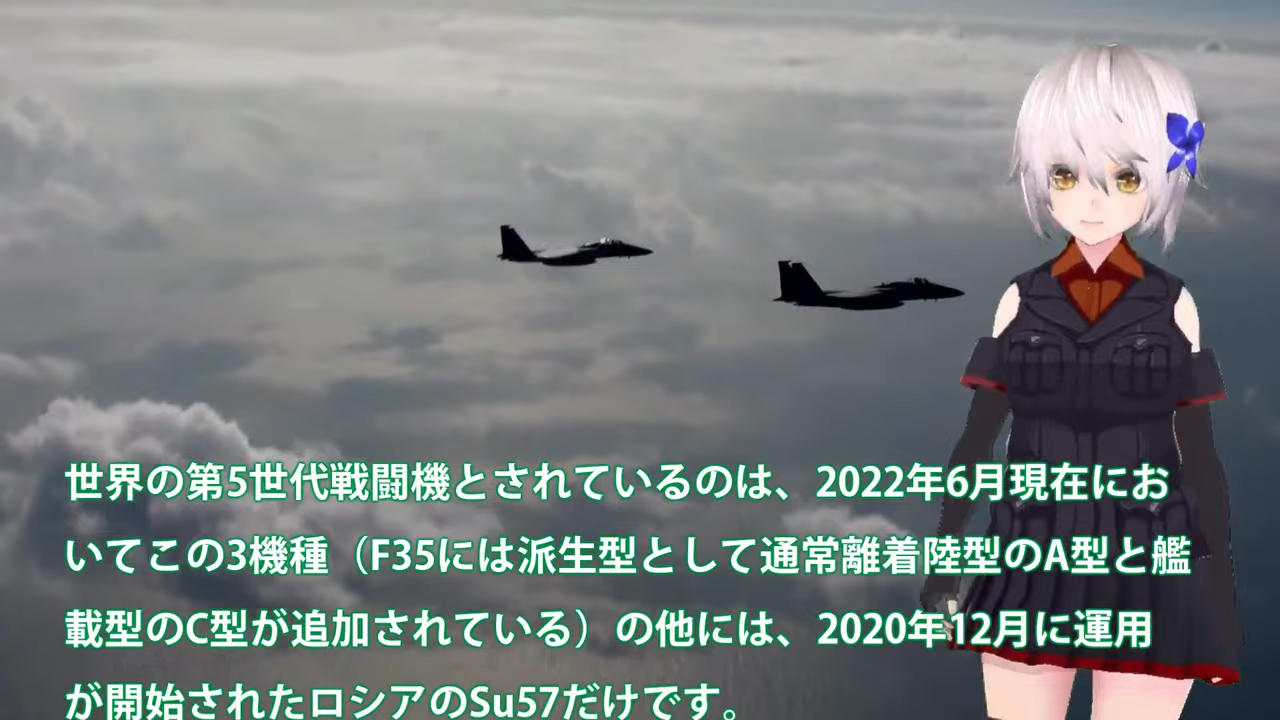 世界の第5世代戦闘機とされているのは、2022年6月現在にお
いてこの3機種（F35には派生型として通常離着陸型のA型と艦
載型のC型が追加されている）の他には、2020年12月に運用
が開始されたロシアのSu57だけです。